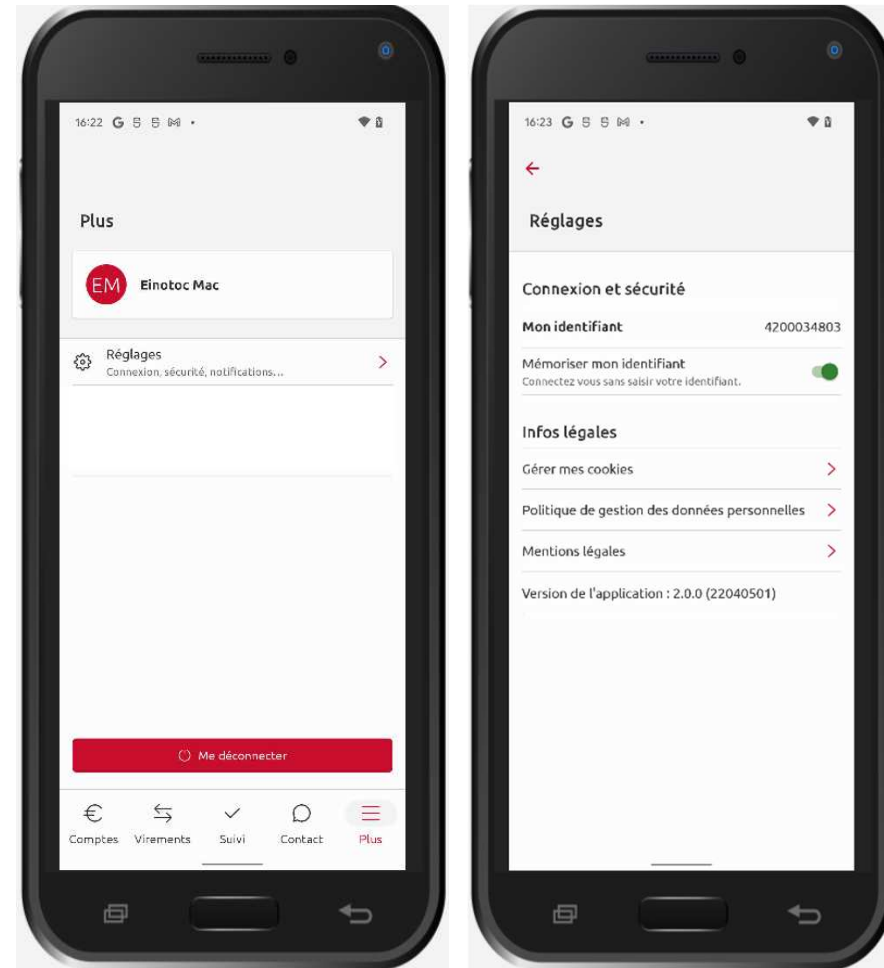 16:22
Plus
EM Einotoc Mac
Réglages
Connexion, sécurité, notifications...
Me déconnecter
Comptes Virements Suivi Contact Plus
16:23
Réglages
Connexion et sécurité
Mon identifiant 4200034803
Mémoriser mon identifiant
Connectez vous sans saisir votre identifiant.
Infos légales
Gérer mes cookies
Politique de gestion des données personnelles
Mentions légales
Version de l'application : 2.0.0 (22040501)